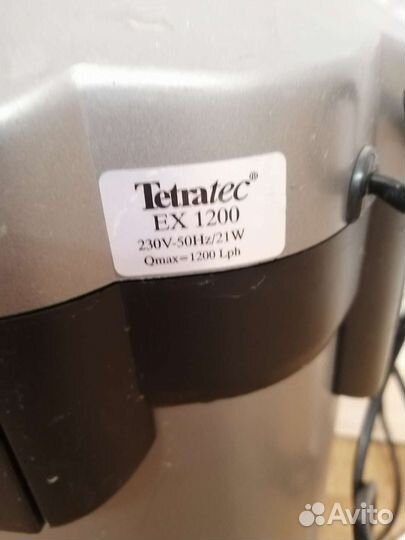 Tetratec®
EX 1200
230V-50Hz/21W
Qmax=1200 Lph
Avito